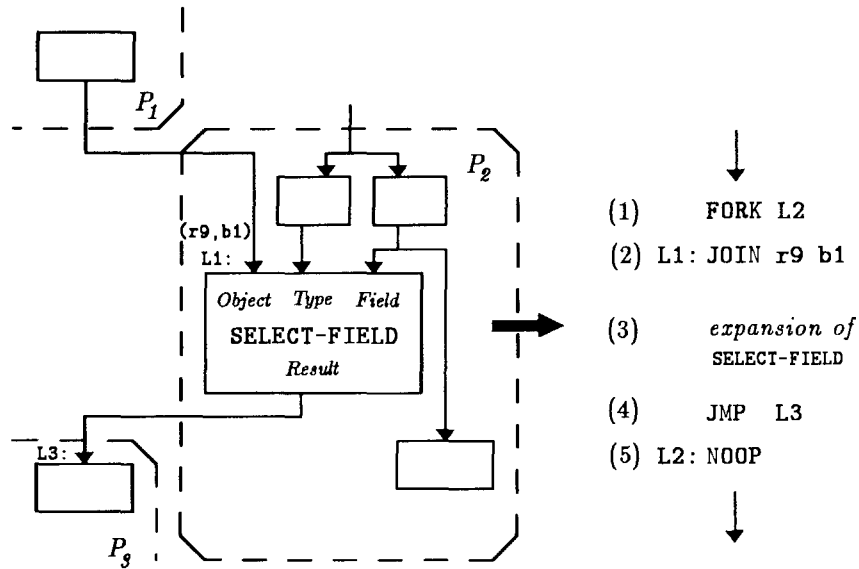 P1
P2
(r9,b1)
L1:
Object Type Field
SELECT-FIELD
Result
L3:
P3
(1) FORK L2
(2) L1: JOIN r9 b1
(3) expansion of
SELECT-FIELD
(4) JMP L3
(5) L2: NOOP